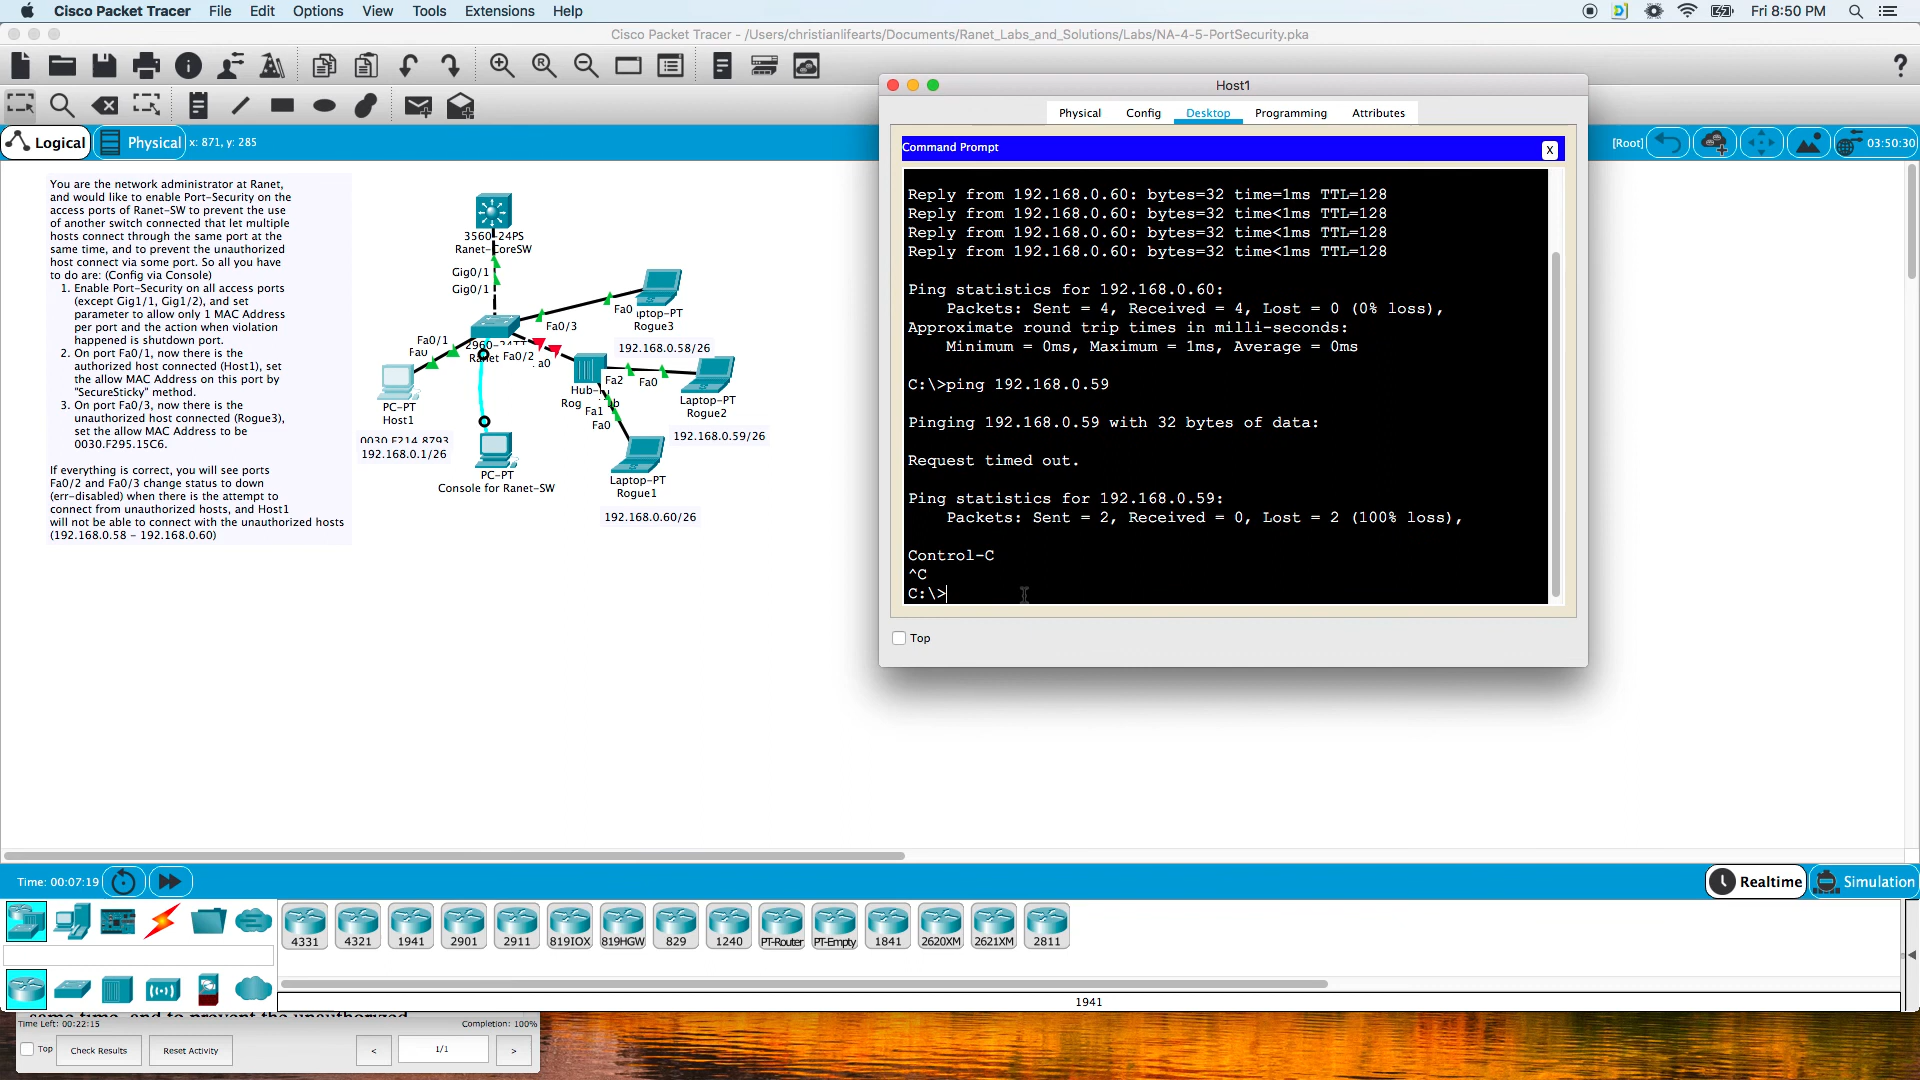 Cisco Packet Tracer File Edit Options View Tools Extensions Help Fri 8:50 PM
Cisco Packet Tracer - /Users/christianlifearts/Documents/Ranet_Labs_and_Solutions/Labs/NA-4-5-PortSecurity.pka
Logical Physical x: 871, y: 285
[Root] 03:50:30
You are the network administrator at Ranet,
and would like to enable Port-Security on the
access ports of Ranet-SW to prevent the use
of another switch connected that let multiple
hosts connect through the same port at the
same time, and to prevent the unauthorized
host connect via some port. So all you have
to do are: (Config via Console)
1. Enable Port-Security on all access ports
(except Gig1/1, Gig1/2), and set
parameter to allow only 1 MAC Address
per port and the action when violation
happened is shutdown port.
2. On port Fa0/1, now there is the
authorized host connected (Host1), set
the allow MAC Address on this port by
"SecureSticky" method.
3. On port Fa0/3, now there is the
unauthorized host connected (Rogue3),
set the allow MAC Address to be
0030.F295.15C6.
If everything is correct, you will see ports
Fa0/2 and Fa0/3 change status to down
(err-disabled) when there is the attempt to
connect from unauthorized hosts, and Host1
will not be able to connect with the unauthorized hosts
(192.168.0.58 - 192.168.0.60)
3560-24PS
Ranet-CoreSW
Gig0/1
Gig0/1
Fa0
Laptop-PT
Rogue3
192.168.0.58/26
Fa0/3
Fa0/1
Fa0
2960-24TT
Ranet
Fa0/2
Fa0
PC-PT
Host1
0030.F214.8793
192.168.0.1/26
Hub-
Rog
Fa2
Fa1
Fa0
Fa0
Laptop-PT
Rogue2
192.168.0.59/26
PC-PT
Console for Ranet-SW
Laptop-PT
Rogue1
192.168.0.60/26
Host1
Physical Config Desktop Programming Attributes
Command Prompt X
Reply from 192.168.0.60: bytes=32 time=1ms TTL=128
Reply from 192.168.0.60: bytes=32 time<1ms TTL=128
Reply from 192.168.0.60: bytes=32 time<1ms TTL=128
Reply from 192.168.0.60: bytes=32 time<1ms TTL=128
Ping statistics for 192.168.0.60:
Packets: Sent = 4, Received = 4, Lost = 0 (0% loss),
Approximate round trip times in milli-seconds:
Minimum = 0ms, Maximum = 1ms, Average = 0ms
C:\>ping 192.168.0.59
Pinging 192.168.0.59 with 32 bytes of data:
Request timed out.
Ping statistics for 192.168.0.59:
Packets: Sent = 2, Received = 0, Lost = 2 (100% loss),
Control-C
^C
C:\>
Top
Time: 00:07:19
Realtime Simulation
4331 4321 1941 2901 2911 819IOX 819HGW 829 1240 PT-Router PT-Empty 1841 2620XM 2621XM 2811
1941
same time, and to prevent the unauthorized
Time Left: 00:22:15 Completion: 100%
Top Check Results Reset Activity < 1/1 >